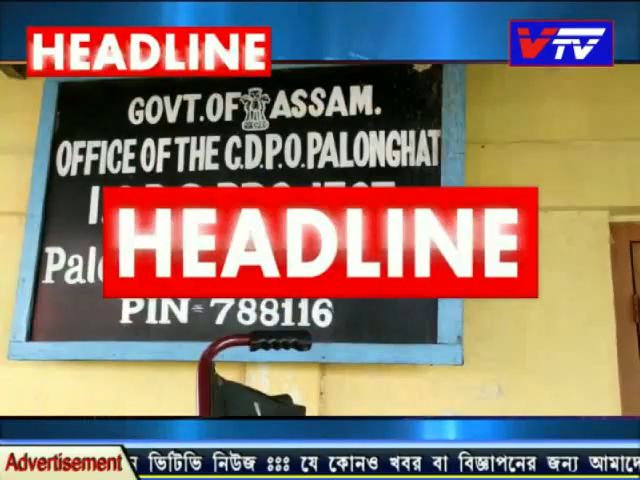 HEADLINE
VTV
GOVT. OF ASSAM.
OFFICE OF THE C.D.P.O. PALONGHAT
HEADLINE
PIN- 788116
Advertisement
ন ভিটিভি নিউজ ঃঃঃ যে কোনও খবর বা বিজ্ঞাপনের জন্য আমাদে